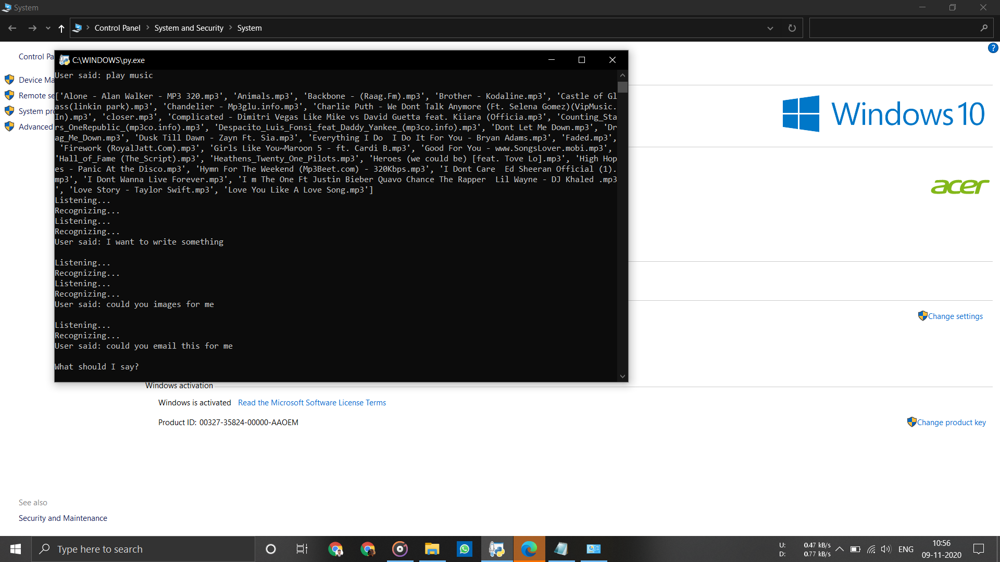 System
Control Panel > System and Security > System
Control Pa
C:\WINDOWS\py.exe
Device Ma
Remote se
System pro
Advanced
User said: play music
['Alone - Alan Walker - MP3 320.mp3', 'Animals.mp3', 'Backbone - (Raag.Fm).mp3', 'Brother - Kodaline.mp3', 'Castle of Gl
ass(linkin park).mp3', 'Chandelier - Mp3glu.info.mp3', 'Charlie Puth - We Dont Talk Anymore (Ft. Selena Gomez)(VipMusic.
In).mp3', 'closer.mp3', 'Complicated - Dimitri Vegas Like Mike vs David Guetta feat. Kiiara (Officia.mp3', 'Counting_Sta
rs_OneRepublic_(mp3co.info).mp3', 'Despacito_Luis_Fonsi_feat_Daddy_Yankee_(mp3co.info).mp3', 'Dont Let Me Down.mp3', 'Dr
ag_Me_Down.mp3', 'Dusk Till Dawn - Zayn Ft. Sia.mp3', 'Everything I Do  I Do It For You - Bryan Adams.mp3', 'Faded.mp3',
 'Firework (RoyalJatt.Com).mp3', 'Girls Like You~Maroon 5 - ft. Cardi B.mp3', 'Good For You - www.SongsLover.mobi.mp3',
'Hall_of_Fame (The_Script).mp3', 'Heathens_Twenty_One_Pilots.mp3', 'Heroes (we could be) [feat. Tove Lo].mp3', 'High Hop
es - Panic At the Disco.mp3', 'Hymn For The Weekend (Mp3Beet.com) - 320Kbps.mp3', 'I Dont Care  Ed Sheeran Official (1).
mp3', 'I Dont Wanna Live Forever.mp3', 'I m The One Ft Justin Bieber Quavo Chance The Rapper  Lil Wayne - DJ Khaled .mp3
', 'Love Story - Taylor Swift.mp3', 'Love You Like A Love Song.mp3']
Listening...
Recognizing...
Listening...
Recognizing...
User said: I want to write something
Listening...
Recognizing...
Listening...
Recognizing...
User said: could you images for me
Listening...
Recognizing...
User said: could you email this for me
What should I say?
Windows 10
acer
Change settings
Windows activation
Windows is activated Read the Microsoft Software License Terms
Product ID: 00327-35824-00000-AAOEM
Change product key
See also
Security and Maintenance
Type here to search
U: 0.47 kB/s
D: 0.77 kB/s
ENG
10:56
09-11-2020